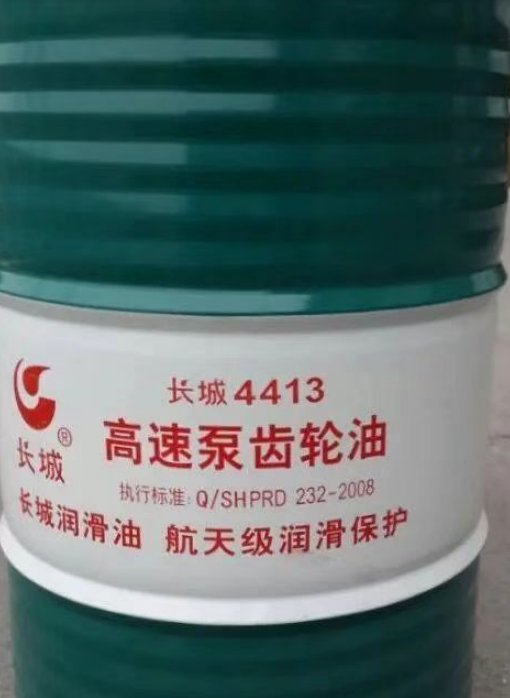 长城4413
高速泵齿轮油
执行标准: Q/SHPRD 232-2008
长城®
长城润滑油 航天级润滑保护